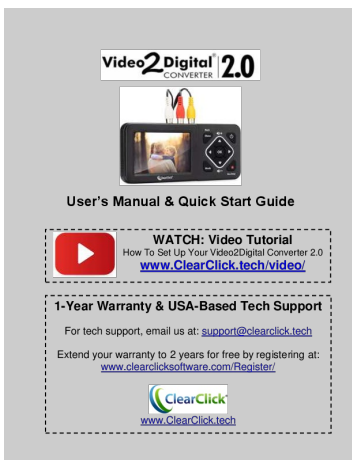 Video2Digital®
CONVERTER
2.0
User's Manual & Quick Start Guide
WATCH: Video Tutorial
How To Set Up Your Video2Digital Converter 2.0
www.ClearClick.tech/video/
1-Year Warranty & USA-Based Tech Support
For tech support, email us at: support@clearclick.tech
Extend your warranty to 2 years for free by registering at:
www.clearclicksoftware.com/Register/
ClearClick®
www.ClearClick.tech